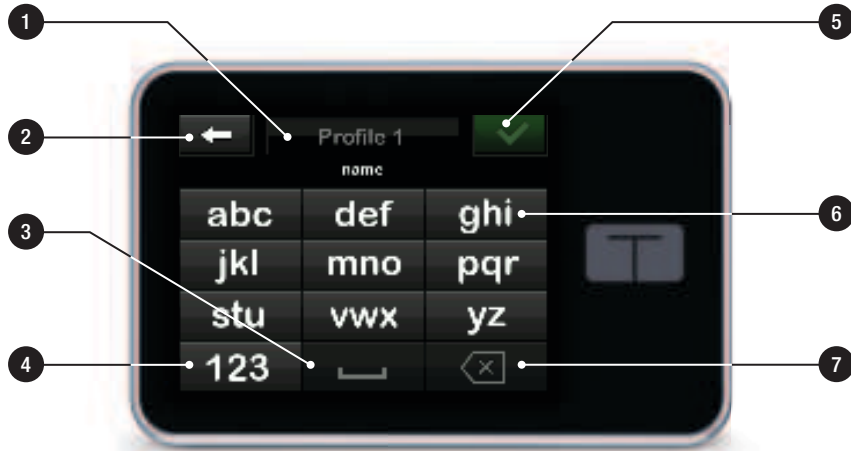 1
5
2
Profile 1
name
abc def ghi
6
3
jkl mno pqr
stu vwx yz
4
123
7